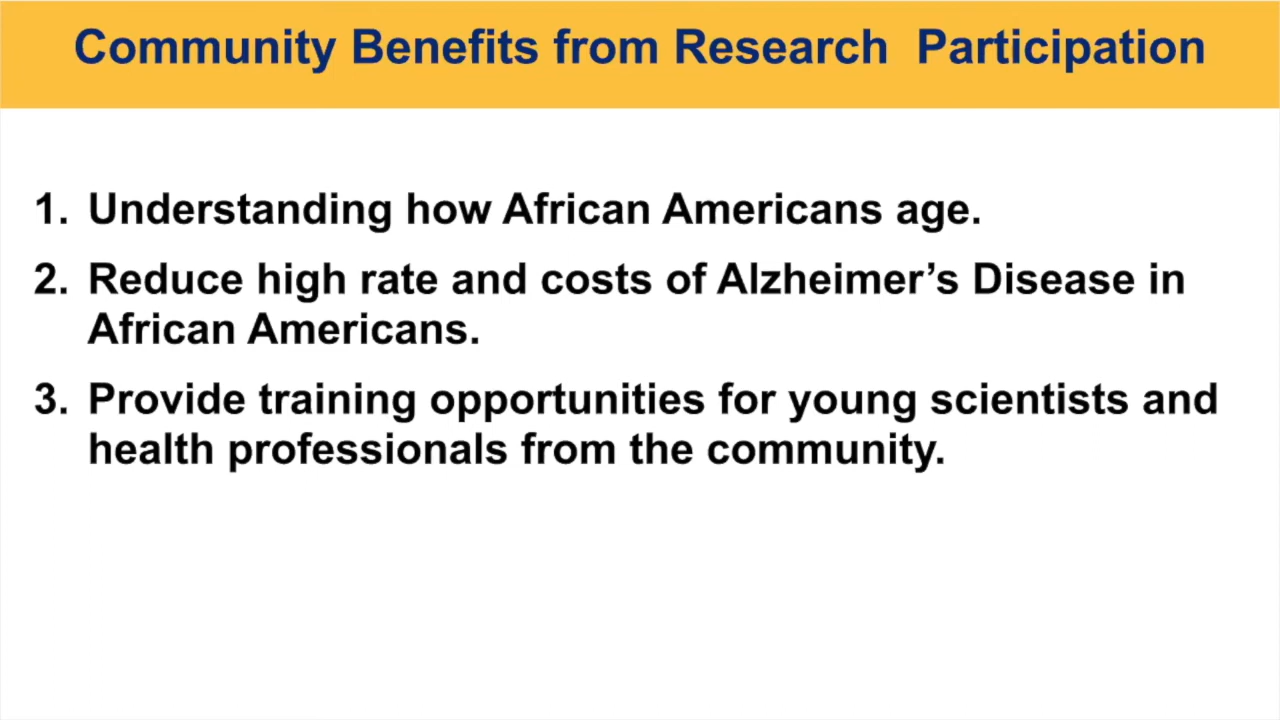 Community Benefits from Research  Participation
1. Understanding how African Americans age.
2. Reduce high rate and costs of Alzheimer’s Disease in
African Americans.
3. Provide training opportunities for young scientists and
health professionals from the community.